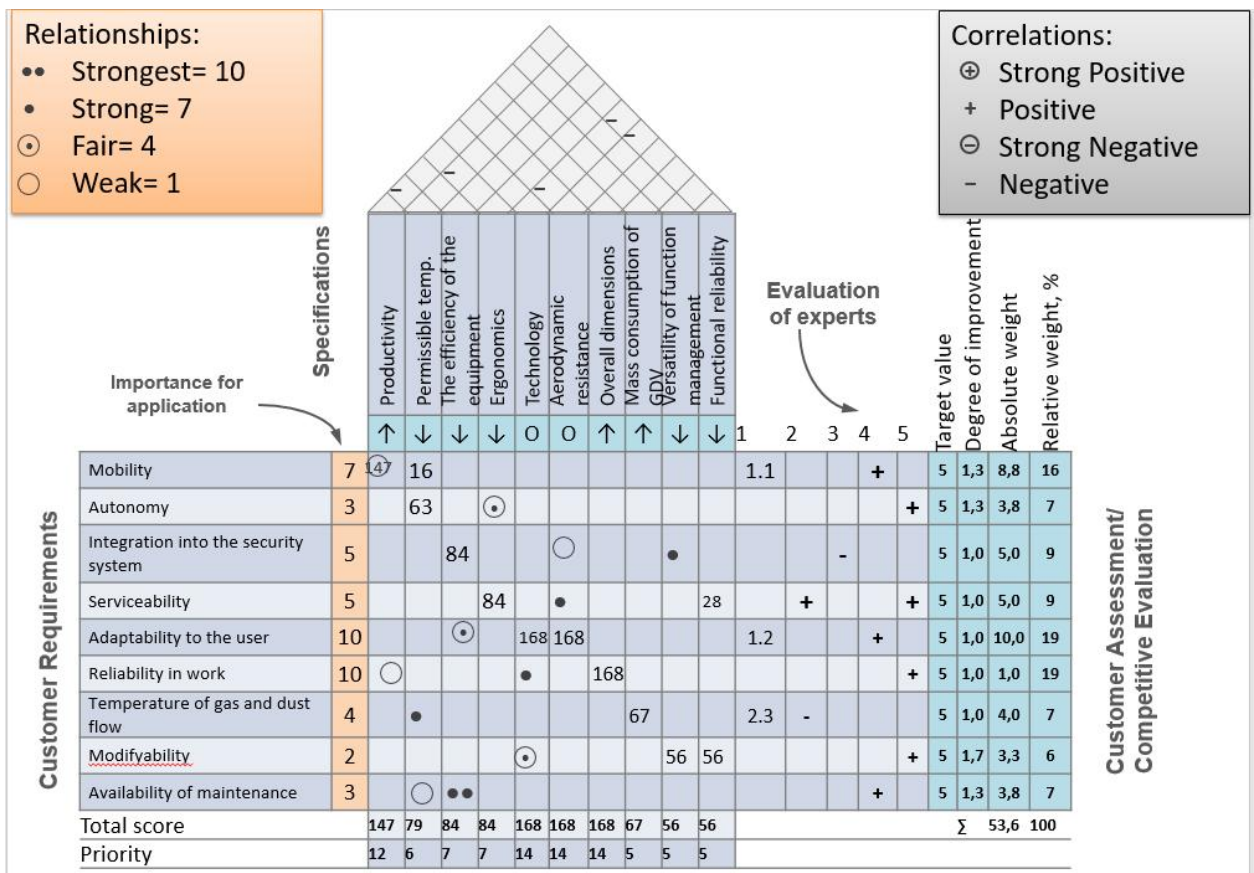 Relationships:
•• Strongest= 10
• Strong= 7
☉ Fair= 4
○ Weak= 1
Correlations:
⊕ Strong Positive
+ Positive
⊖ Strong Negative
− Negative
−
−
−
−
−
Specifications
Productivity
Permissible temp.
The efficiency of the
equipment
Ergonomics
Technology
Aerodynamic
resistance
Overall dimensions
Mass consumption of
GDV
Versatility of function
management
Functional reliability
Evaluation
of experts
Importance for
application
Target value
Degree of improvement
Absolute weight
Relative weight, %
↑ ↓ ↓ ↓ O O ↑ ↑ ↓ ↓ 1 2 3 4 5
Customer Requirements
Mobility 7 147 16 1.1 + 5 1,3 8,8 16
Autonomy 3 63 ☉ + 5 1,3 3,8 7
Integration into the security
system 5 84 ○ • - 5 1,0 5,0 9
Serviceability 5 84 • 28 + + 5 1,0 5,0 9
Adaptability to the user 10 ☉ 168 168 1.2 + 5 1,0 10,0 19
Reliability in work 10 ○ • 168 + 5 1,0 1,0 19
Temperature of gas and dust
flow 4 • 67 2.3 - 5 1,0 4,0 7
Modifyability 2 ☉ 56 56 + 5 1,7 3,3 6
Availability of maintenance 3 ○ •• + 5 1,3 3,8 7
Total score 147 79 84 84 168 168 168 67 56 56 Σ 53,6 100
Priority 12 6 7 7 14 14 14 5 5 5
Customer Assessment/
Competitive Evaluation